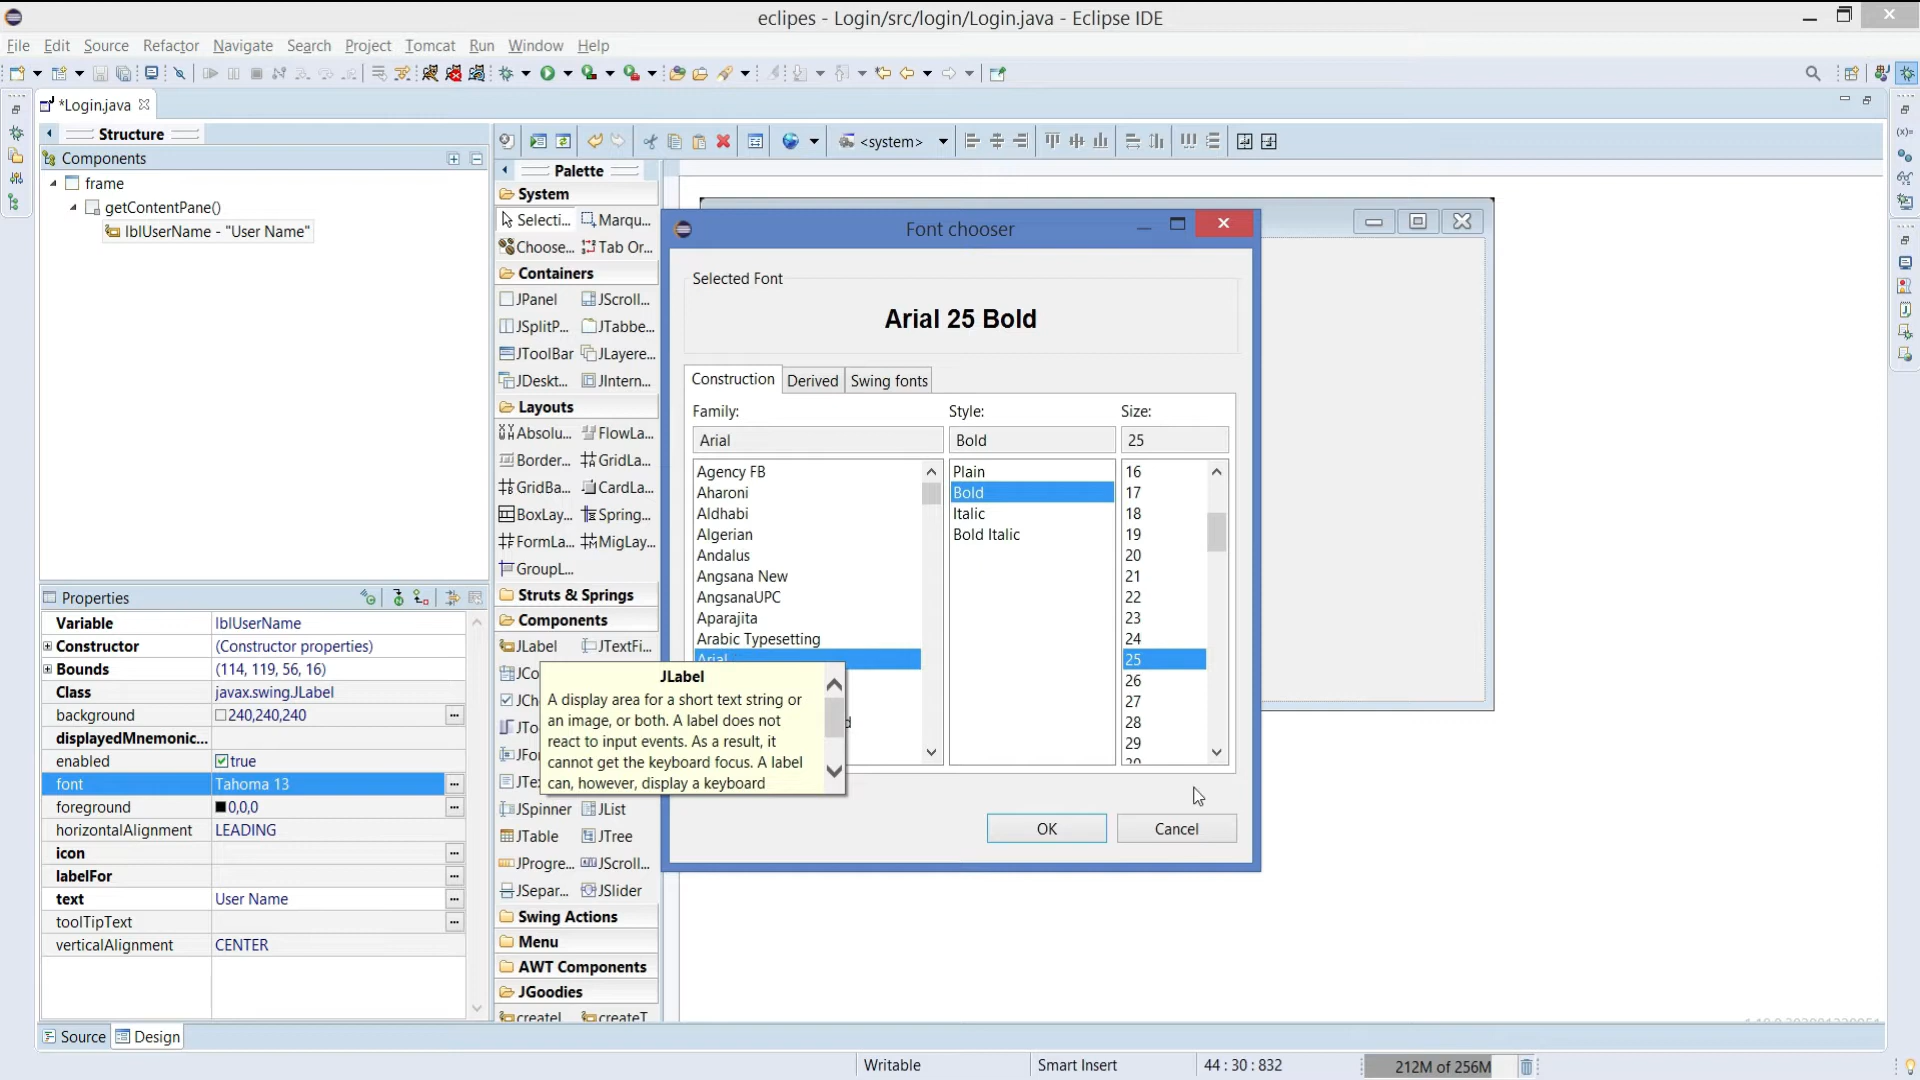 eclipes - Login/src/login/Login.java - Eclipse IDE
File Edit Source Refactor Navigate Search Project Tomcat Run Window Help
*Login.java
Structure
Components
frame
getContentPane()
lblUserName - "User Name"
<system>
Palette
System
Selecti... Marqu...
Choose... Tab Or...
Containers
JPanel JScroll...
JSplitP... JTabbe...
JToolBar JLayere...
JDeskt... JIntern...
Layouts
Absolu... FlowLa...
Border... GridLa...
GridBa... CardLa...
BoxLay... Spring...
FormLa... MigLay...
GroupL...
Struts & Springs
Components
JLabel JTextFi...
JCo
JCh
JTo
JFor
JTe
JSpinner JList
JTable JTree
JProgre... JScroll...
JSepar... JSlider
Swing Actions
Menu
AWT Components
JGoodies
createL createT
Font chooser
Selected Font
Arial 25 Bold
Construction Derived Swing fonts
Family: Style: Size:
Arial Bold 25
Agency FB Plain 16
Aharoni Bold 17
Aldhabi Italic 18
Algerian Bold Italic 19
Andalus 20
Angsana New 21
AngsanaUPC 22
Aparajita 23
Arabic Typesetting 24
Arial 25
26
27
28
29
30
JLabel
A display area for a short text string or
an image, or both. A label does not
react to input events. As a result, it
cannot get the keyboard focus. A label
can, however, display a keyboard
OK Cancel
Properties
Variable lblUserName
Constructor (Constructor properties)
Bounds (114, 119, 56, 16)
Class javax.swing.JLabel
background 240,240,240 ...
displayedMnemonic...
enabled true
font Tahoma 13 ...
foreground 0,0,0 ...
horizontalAlignment LEADING
icon ...
labelFor ...
text User Name ...
toolTipText ...
verticalAlignment CENTER
Source Design
Writable Smart Insert 44 : 30 : 832 212M of 256M